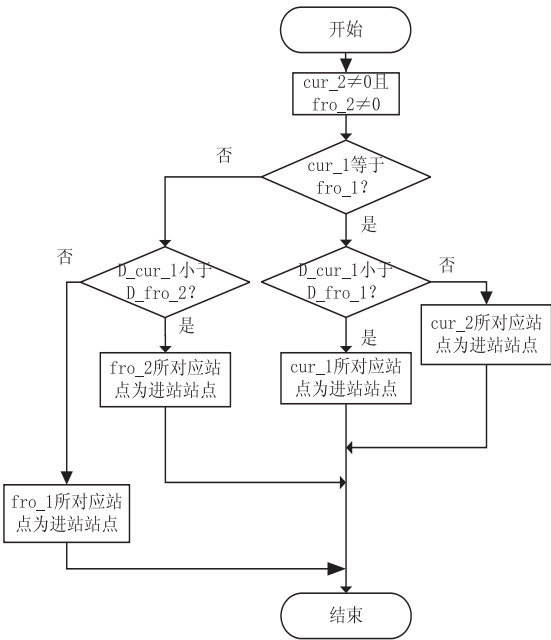 开始
cur_2≠0且
fro_2≠0
否
cur_1等于
fro_1?
是
否
D_cur_1小于
D_fro_2?
是
D_cur_1小于
D_fro_1?
否
是
cur_2所对应站
点为进站站点
fro_2所对应站
点为进站站点
cur_1所对应站
点为进站站点
fro_1所对应站
点为进站站点
结束